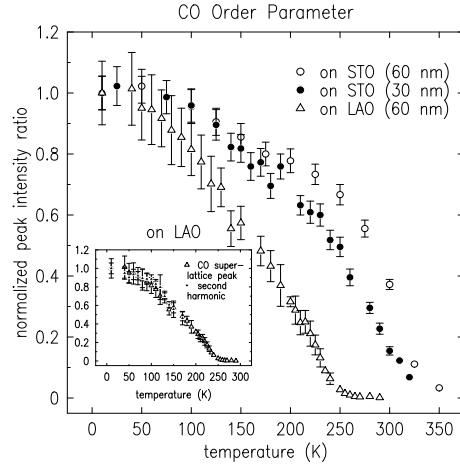 CO Order Parameter
normalized peak intensity ratio
1.2
1.0
0.8
0.6
0.4
0.2
0
○ on STO (60 nm)
● on STO (30 nm)
△ on LAO (60 nm)
on LAO
△ CO super-
lattice peak
· second
harmonic
1.2
1.0
0.8
0.6
0.4
0.2
0
0 50 100 150 200 250 300
temperature (K)
0 50 100 150 200 250 300 350
temperature (K)